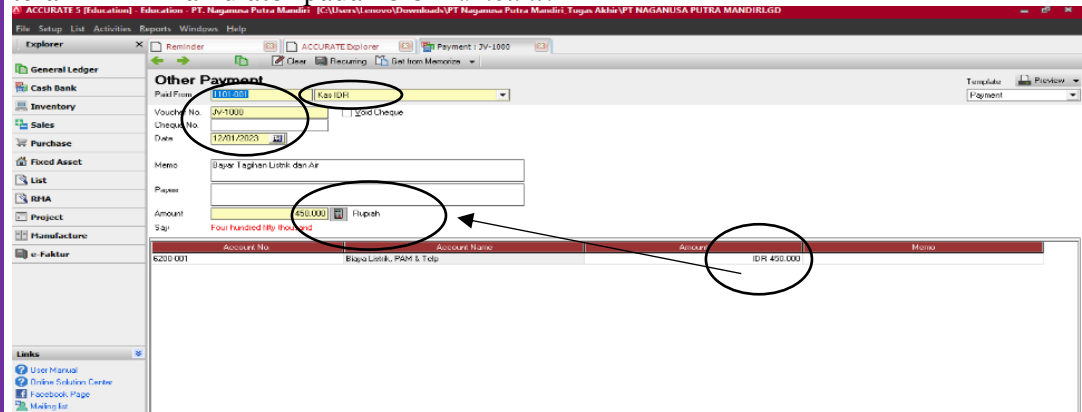 ACCURATE 5 [Education] - Education - PT. Naganusa Putra Mandiri [C:\Users\Lenovo\Downloads\PT Naganusa Putra Mandiri_Tugas Akhir\PT NAGANUSA PUTRA MANDIRI.GD
File Setup List Activities Reports Windows Help
Explorer
Reminder
ACCURATE Explorer
Payment : JV-1000
Clear Recurring Get from Memorize
General Ledger
Cash Bank
Inventory
Sales
Purchase
Fixed Asset
List
RMA
Project
Manufacture
e-Faktur
Other Payment
Template Preview
Paid From 1101-001 Kas IDR Payment
Voucher No. JV-1000 Void Cheque
Cheque No.
Date 12/01/2023
Memo Bayar Tagihan Listrik dan Air
Payee
Amount 450.000 Rupiah
Say Four hundred fifty thousand
Account No. Account Name Amount Memo
6200-001 Biaya Listrik, PAM & Telp IDR 450.000
Links
User Manual
Online Solution Center
Facebook Page
Mailing list